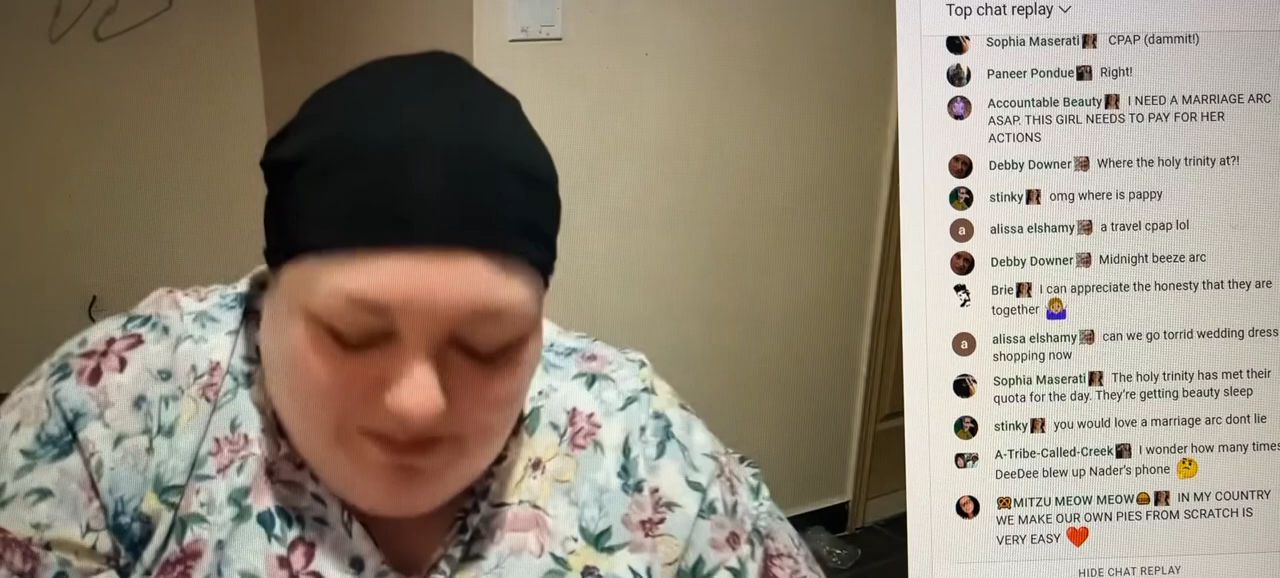 Top chat replay
Sophia Maserati CPAP (dammit!)
Paneer Pondue Right!
Accountable Beauty I NEED A MARRIAGE ARC
ASAP. THIS GIRL NEEDS TO PAY FOR HER
ACTIONS
Debby Downer Where the holy trinity at?!
stinky omg where is pappy
a alissa elshamy a travel cpap lol
Debby Downer Midnight beeze arc
Brie I can appreciate the honesty that they are
together
a alissa elshamy can we go torrid wedding dress
shopping now
Sophia Maserati The holy trinity has met their
quota for the day. They're getting beauty sleep
stinky you would love a marriage arc dont lie
A-Tribe-Called-Creek I wonder how many times
DeeDee blew up Nader's phone 🤔
MITZU MEOW MEOW IN MY COUNTRY
WE MAKE OUR OWN PIES FROM SCRATCH IS
VERY EASY ❤️
HIDE CHAT REPLAY